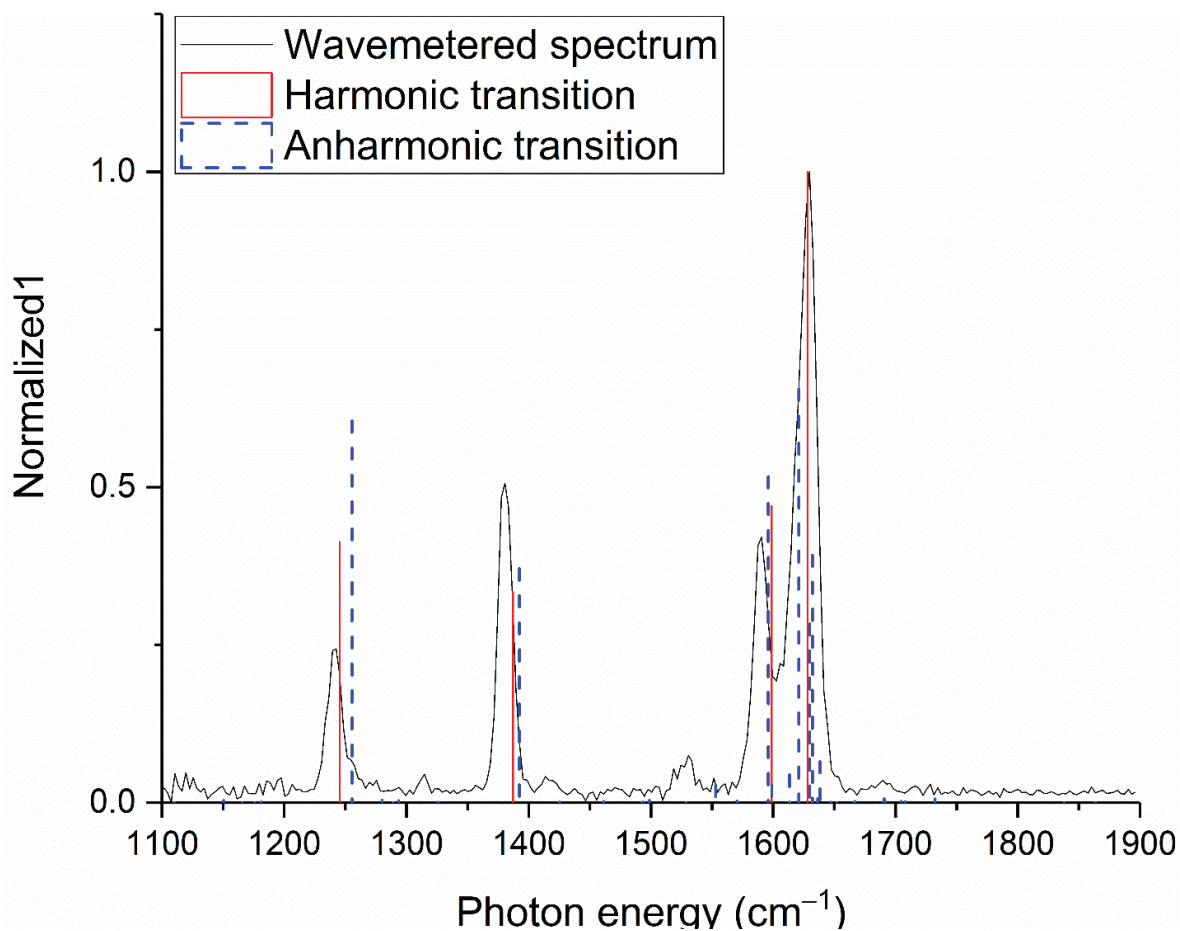 Wavemetered spectrum
Harmonic transition
Anharmonic transition
1.0
0.5
0.0
Normalized1
1100 1200 1300 1400 1500 1600 1700 1800 1900
Photon energy (cm⁻¹)